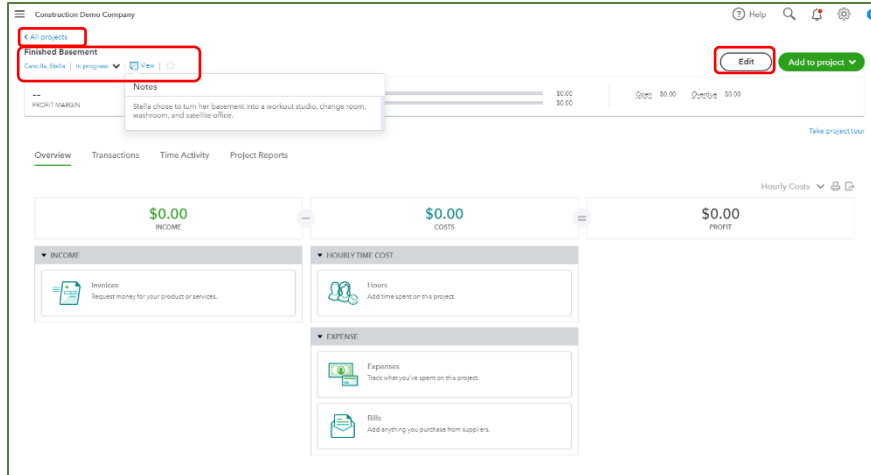 Construction Demo Company
Help
All projects
Finished Basement
Camcille, Stella | In progress | View |
Edit
Add to project
Notes
Stella chose to turn her basement into a workout studio, change room,
washroom, and satellite office.
--
PROFIT MARGIN
$0.00
$0.00
Open $0.00 Overdue $0.00
Take project tour
Overview Transactions Time Activity Project Reports
Hourly Costs
$0.00
INCOME
–
$0.00
COSTS
=
$0.00
PROFIT
INCOME
Invoices
Request money for your product or services.
HOURLY TIME COST
Hours
Add time spent on this project.
EXPENSE
Expenses
Track what you've spent on this project.
Bills
Add anything you purchase from suppliers.